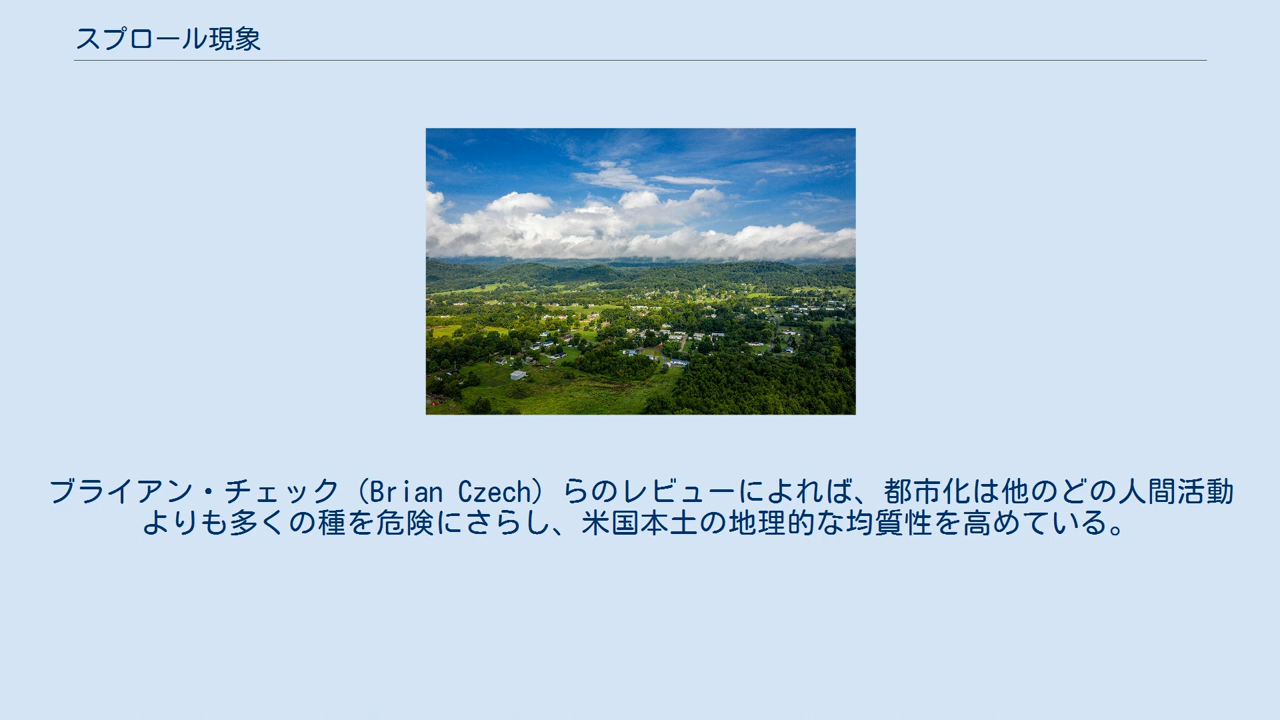 スプロール現象
ブライアン・チェック（Brian Czech）らのレビューによれば、都市化は他のどの人間活動
よりも多くの種を危険にさらし、米国本土の地理的な均質性を高めている。